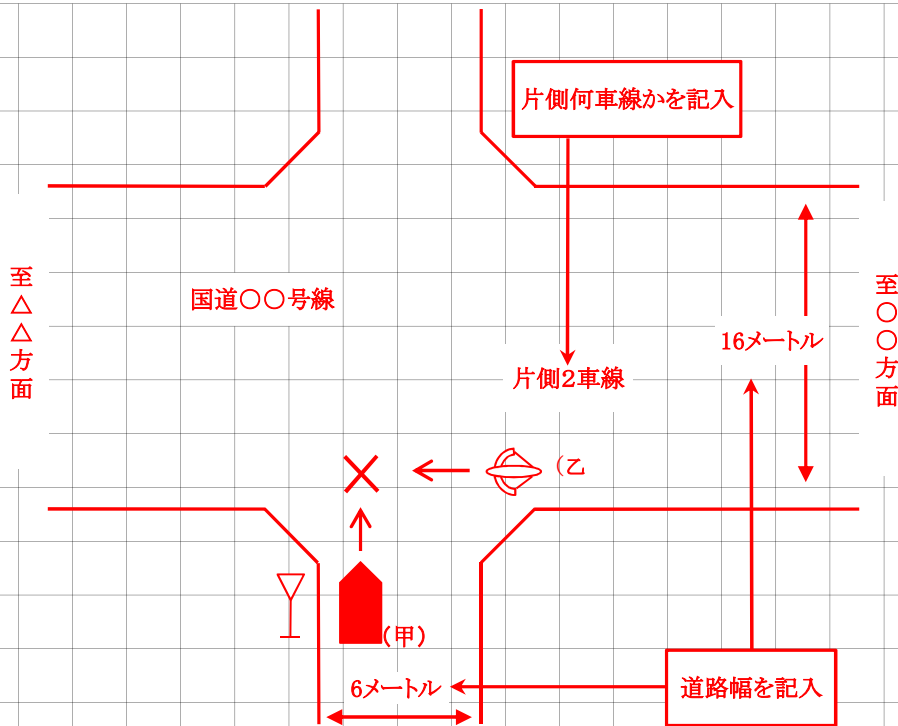 片側何車線かを記入
至△△方面
国道〇〇号線
至〇〇方面
16メートル
片側2車線
（乙
（甲）
6メートル
道路幅を記入